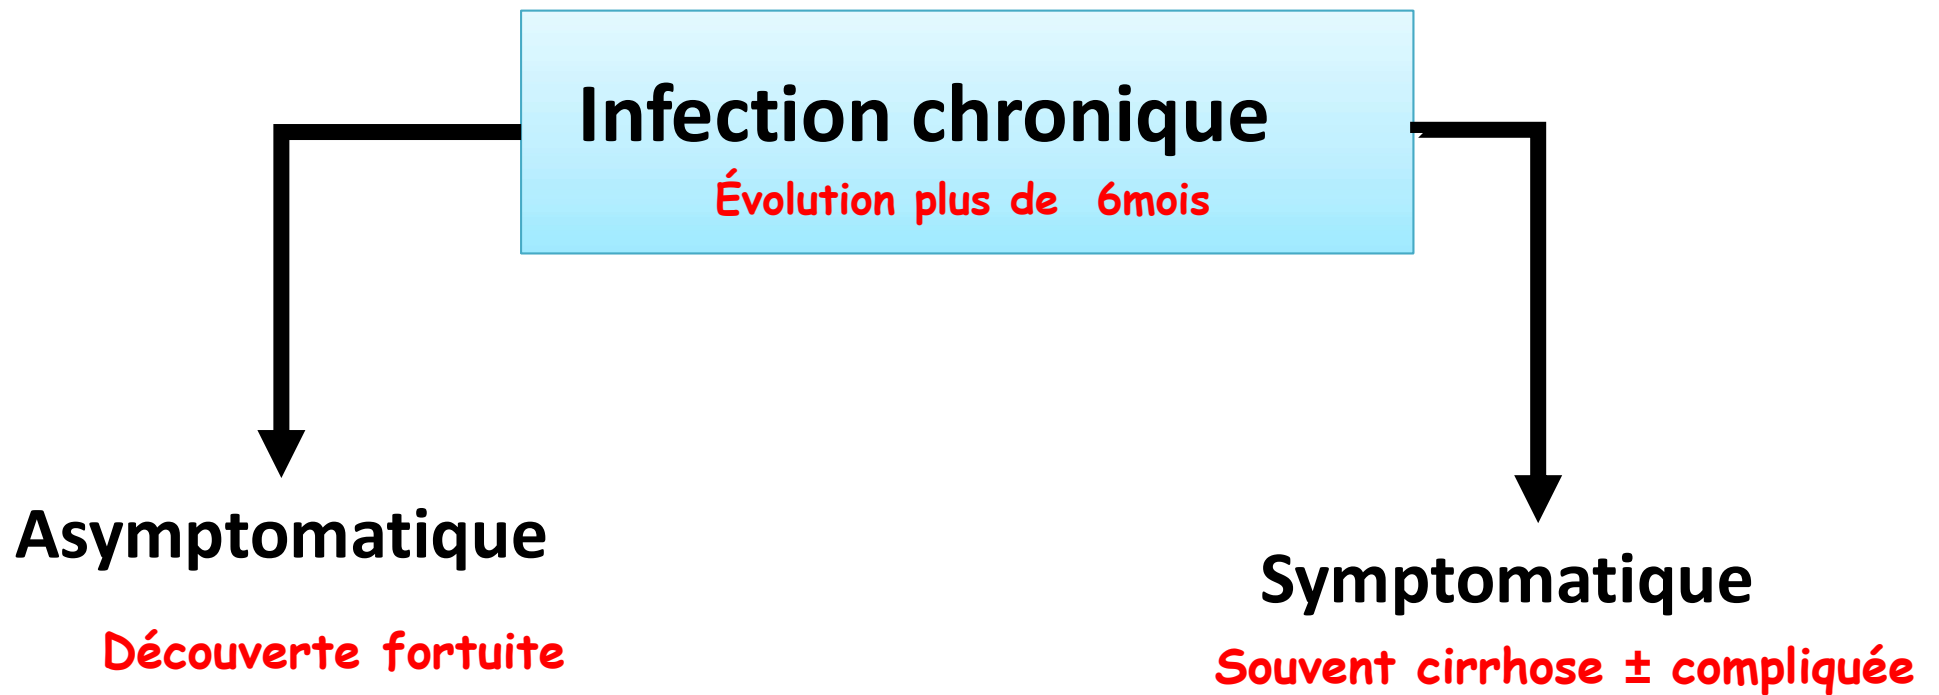 Infection chronique
Évolution plus de 6mois
Asymptomatique
Découverte fortuite
Symptomatique
Souvent cirrhose ± compliquée